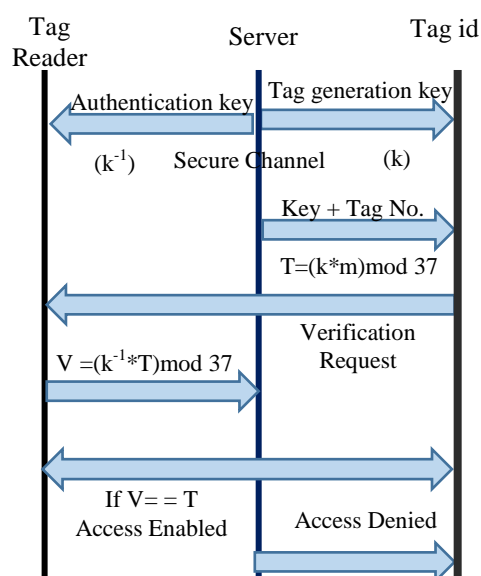 Tag
Reader
Server
Tag id
Authentication key
Tag generation key
(k⁻¹)
Secure Channel
(k)
Key + Tag No.
T=(k*m)mod 37
Verification
Request
V =(k⁻¹*T)mod 37
If V= = T
Access Enabled
Access Denied